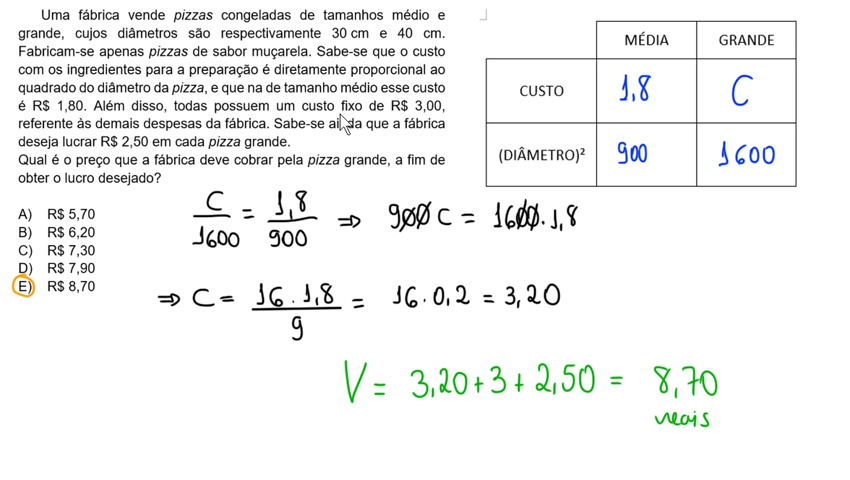 Uma fábrica vende pizzas congeladas de tamanhos médio e
grande, cujos diâmetros são respectivamente 30 cm e 40 cm.
Fabricam-se apenas pizzas de sabor muçarela. Sabe-se que o custo
com os ingredientes para a preparação é diretamente proporcional ao
quadrado do diâmetro da pizza, e que na de tamanho médio esse custo
é R$ 1,80. Além disso, todas possuem um custo fixo de R$ 3,00,
referente às demais despesas da fábrica. Sabe-se ainda que a fábrica
deseja lucrar R$ 2,50 em cada pizza grande.
Qual é o preço que a fábrica deve cobrar pela pizza grande, a fim de
obter o lucro desejado?
A) R$ 5,70
B) R$ 6,20
C) R$ 7,30
D) R$ 7,90
E) R$ 8,70
MÉDIA GRANDE
CUSTO 1,8 C
(DIÂMETRO)² 900 1600
C/1600 = 1,8/900 ⇒ 900 C = 1600 . 1,8
⇒ C = 16 . 1,8/9 = 16 . 0,2 = 3,20
V = 3,20 + 3 + 2,50 = 8,70
reais